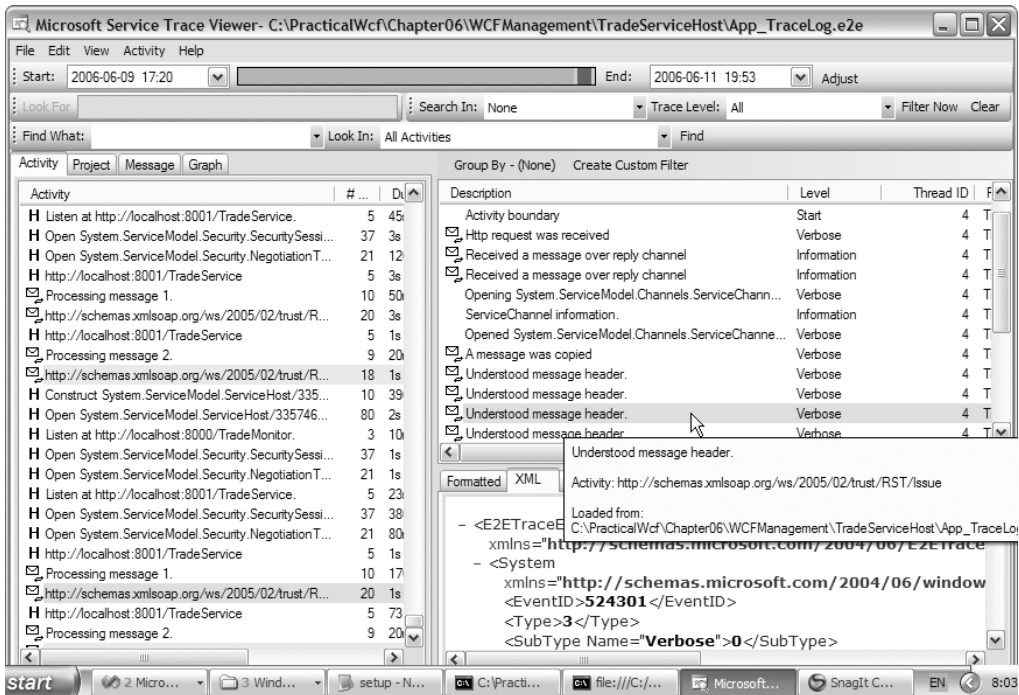 Microsoft Service Trace Viewer- C:\PracticalWcf\Chapter06\WCFManagement\TradeServiceHost\App_TraceLog.e2e
File Edit View Activity Help
Start: 2006-06-09 17:20 End: 2006-06-11 19:53 Adjust
Look For Search In: None Trace Level: All Filter Now Clear
Find What: Look In: All Activities Find
Activity Project Message Graph
Activity # ...
H Listen at http://localhost:8001/TradeService. 5 45
H Open System.ServiceModel.Security.SecuritySessi... 37 3s
H Open System.ServiceModel.Security.NegotiationT... 21 12
H http://localhost:8001/TradeService 5 3s
Processing message 1. 10 50
http://schemas.xmlsoap.org/ws/2005/02/trust/R... 20 3s
H http://localhost:8001/TradeService 5 1s
Processing message 2. 9 20
http://schemas.xmlsoap.org/ws/2005/02/trust/R... 18 1s
H Construct System.ServiceModel.ServiceHost/335... 10 39
H Open System.ServiceModel.ServiceHost/335746... 80 2s
H Listen at http://localhost:8000/TradeMonitor. 3 10
H Open System.ServiceModel.Security.SecuritySessi... 37 1s
H Open System.ServiceModel.Security.NegotiationT... 21 1s
H Listen at http://localhost:8001/TradeService. 5 23
H Open System.ServiceModel.Security.SecuritySessi... 37 38
H Open System.ServiceModel.Security.NegotiationT... 21 80
H http://localhost:8001/TradeService 5 1s
Processing message 1. 10 17
http://schemas.xmlsoap.org/ws/2005/02/trust/R... 20 1s
H http://localhost:8001/TradeService 5 73
Processing message 2. 9 20
Group By - (None) Create Custom Filter
Description Level Thread ID
Activity boundary Start 4 T
Http request was received Verbose 4 T
Received a message over reply channel Information 4 T
Received a message over reply channel Information 4 T
Opening System.ServiceModel.Channels.ServiceChann... Verbose 4 T
ServiceChannel information. Information 4 T
Opened System.ServiceModel.Channels.ServiceChanne... Verbose 4 T
A message was copied Verbose 4 T
Understood message header. Verbose 4 T
Understood message header. Verbose 4 T
Understood message header. Verbose 4 T
Understood message header.
Activity: http://schemas.xmlsoap.org/ws/2005/02/trust/RST/Issue
Loaded from:
C:\PracticalWcf\Chapter06\WCFManagement\TradeServiceHost\App_TraceLo
Formatted XML
- <E2ETraceE
xmlns="http://schemas.microsoft.com/2004/06/E2ETrace
- <System
xmlns="http://schemas.microsoft.com/2004/06/window
<EventID>524301</EventID>
<Type>3</Type>
<SubType Name="Verbose">0</SubType>
start 2 Micro... 3 Wind... setup - N... C:\Practi... file:///C:/... Microsoft... SnagIt C... EN 8:03